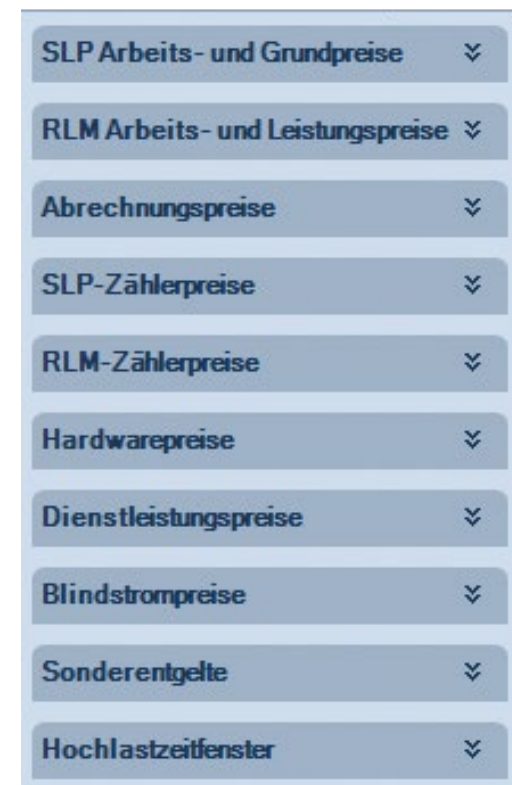 SLP Arbeits- und Grundpreise
RLM Arbeits- und Leistungspreise
Abrechnungspreise
SLP-Zählerpreise
RLM-Zählerpreise
Hardwarepreise
Dienstleistungspreise
Blindstrompreise
Sonderentgelte
Hochlastzeitfenster